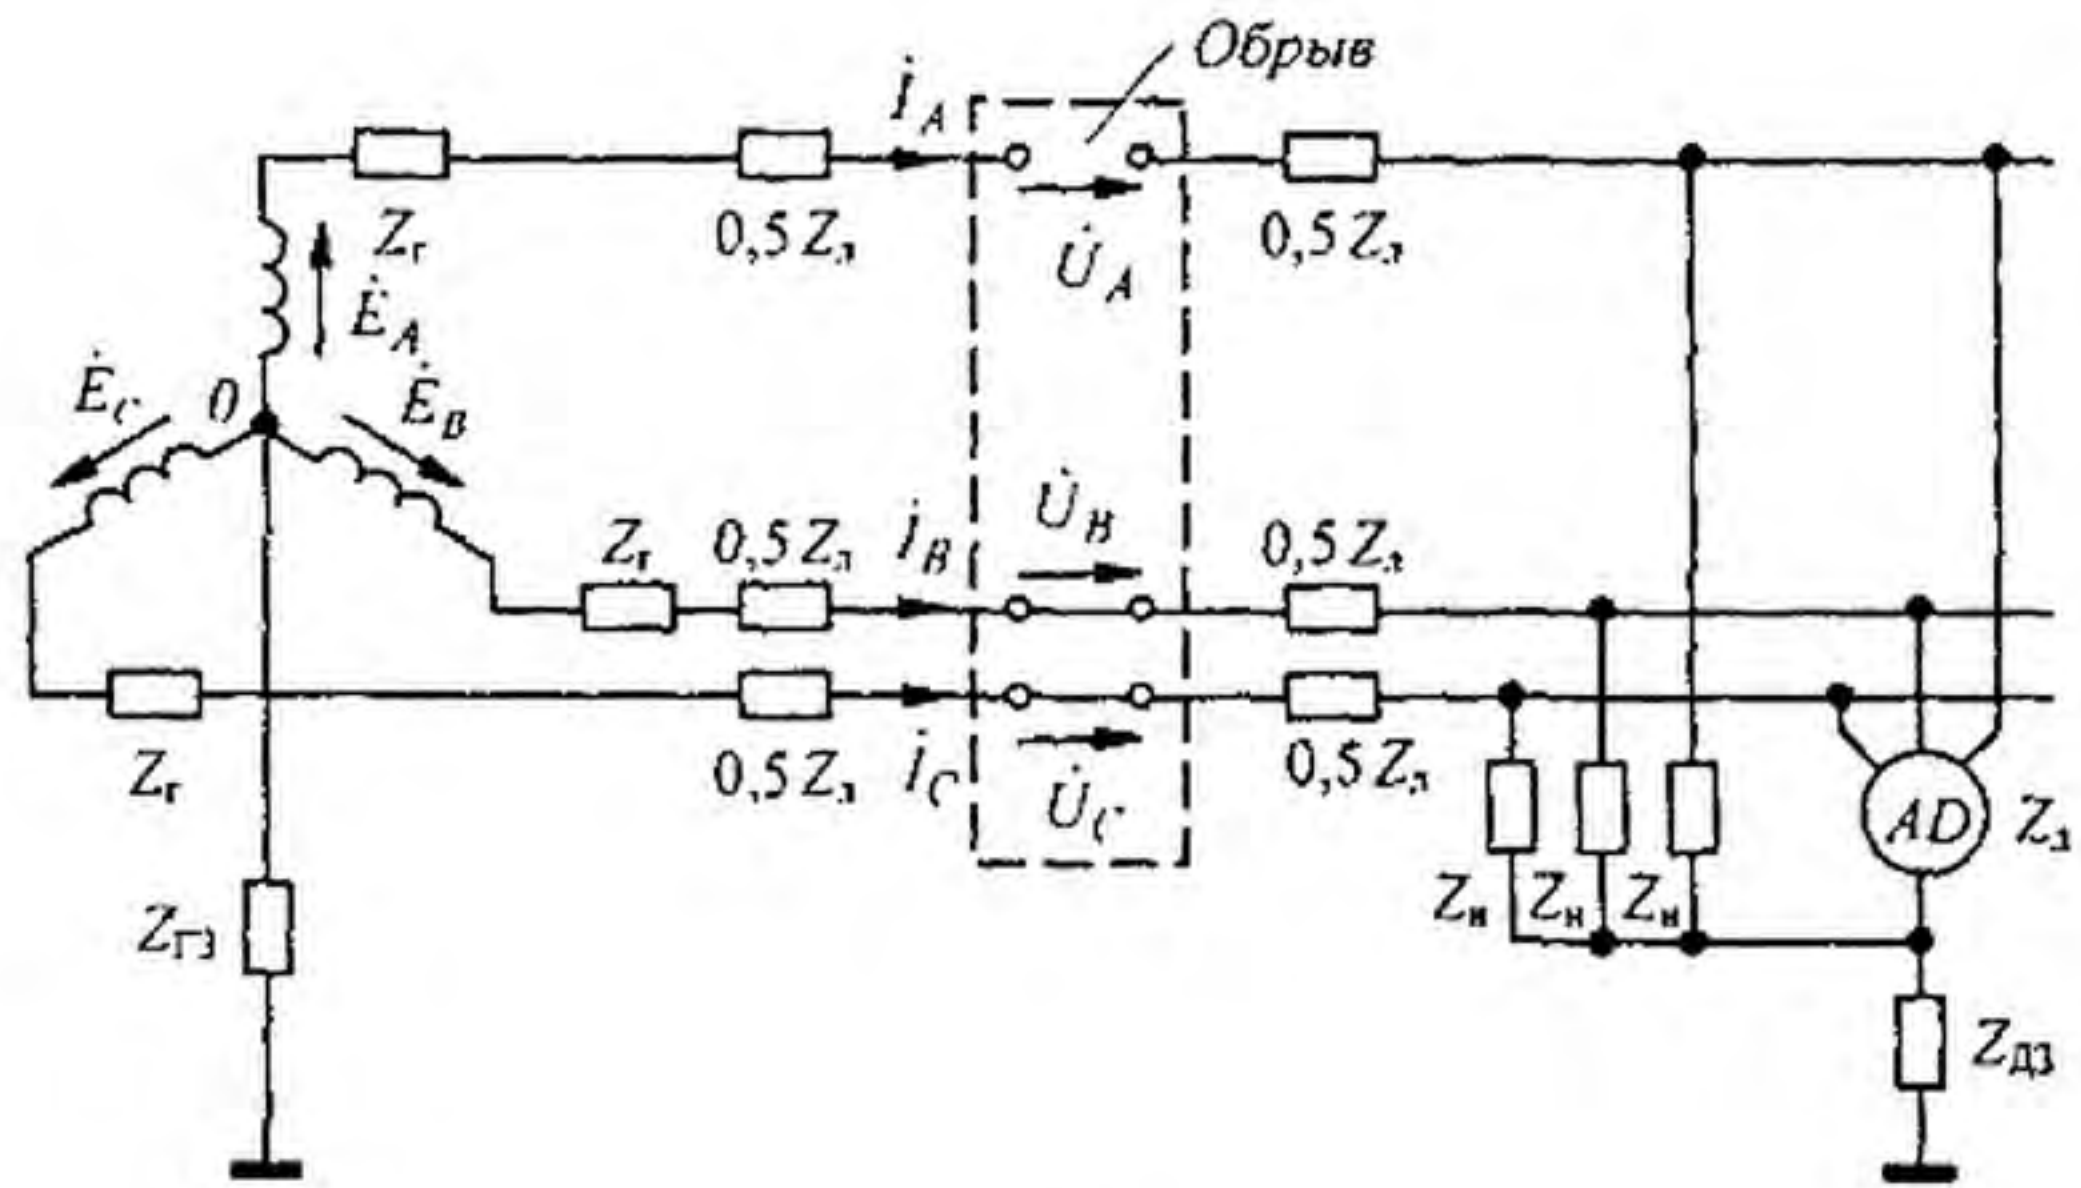 Обрыв
İ_A
Z_г
0,5 Z_л
U̇_A
0,5 Z_л
Ė_A
Ė_C
0
Ė_B
U̇_B
Z_г
0,5 Z_л
İ_B
0,5 Z_л
Z_г
0,5 Z_л
İ_C
U̇_C
0,5 Z_л
AD
Z_д
Z_н
Z_н
Z_н
Z_ГЗ
Z_ДЗ